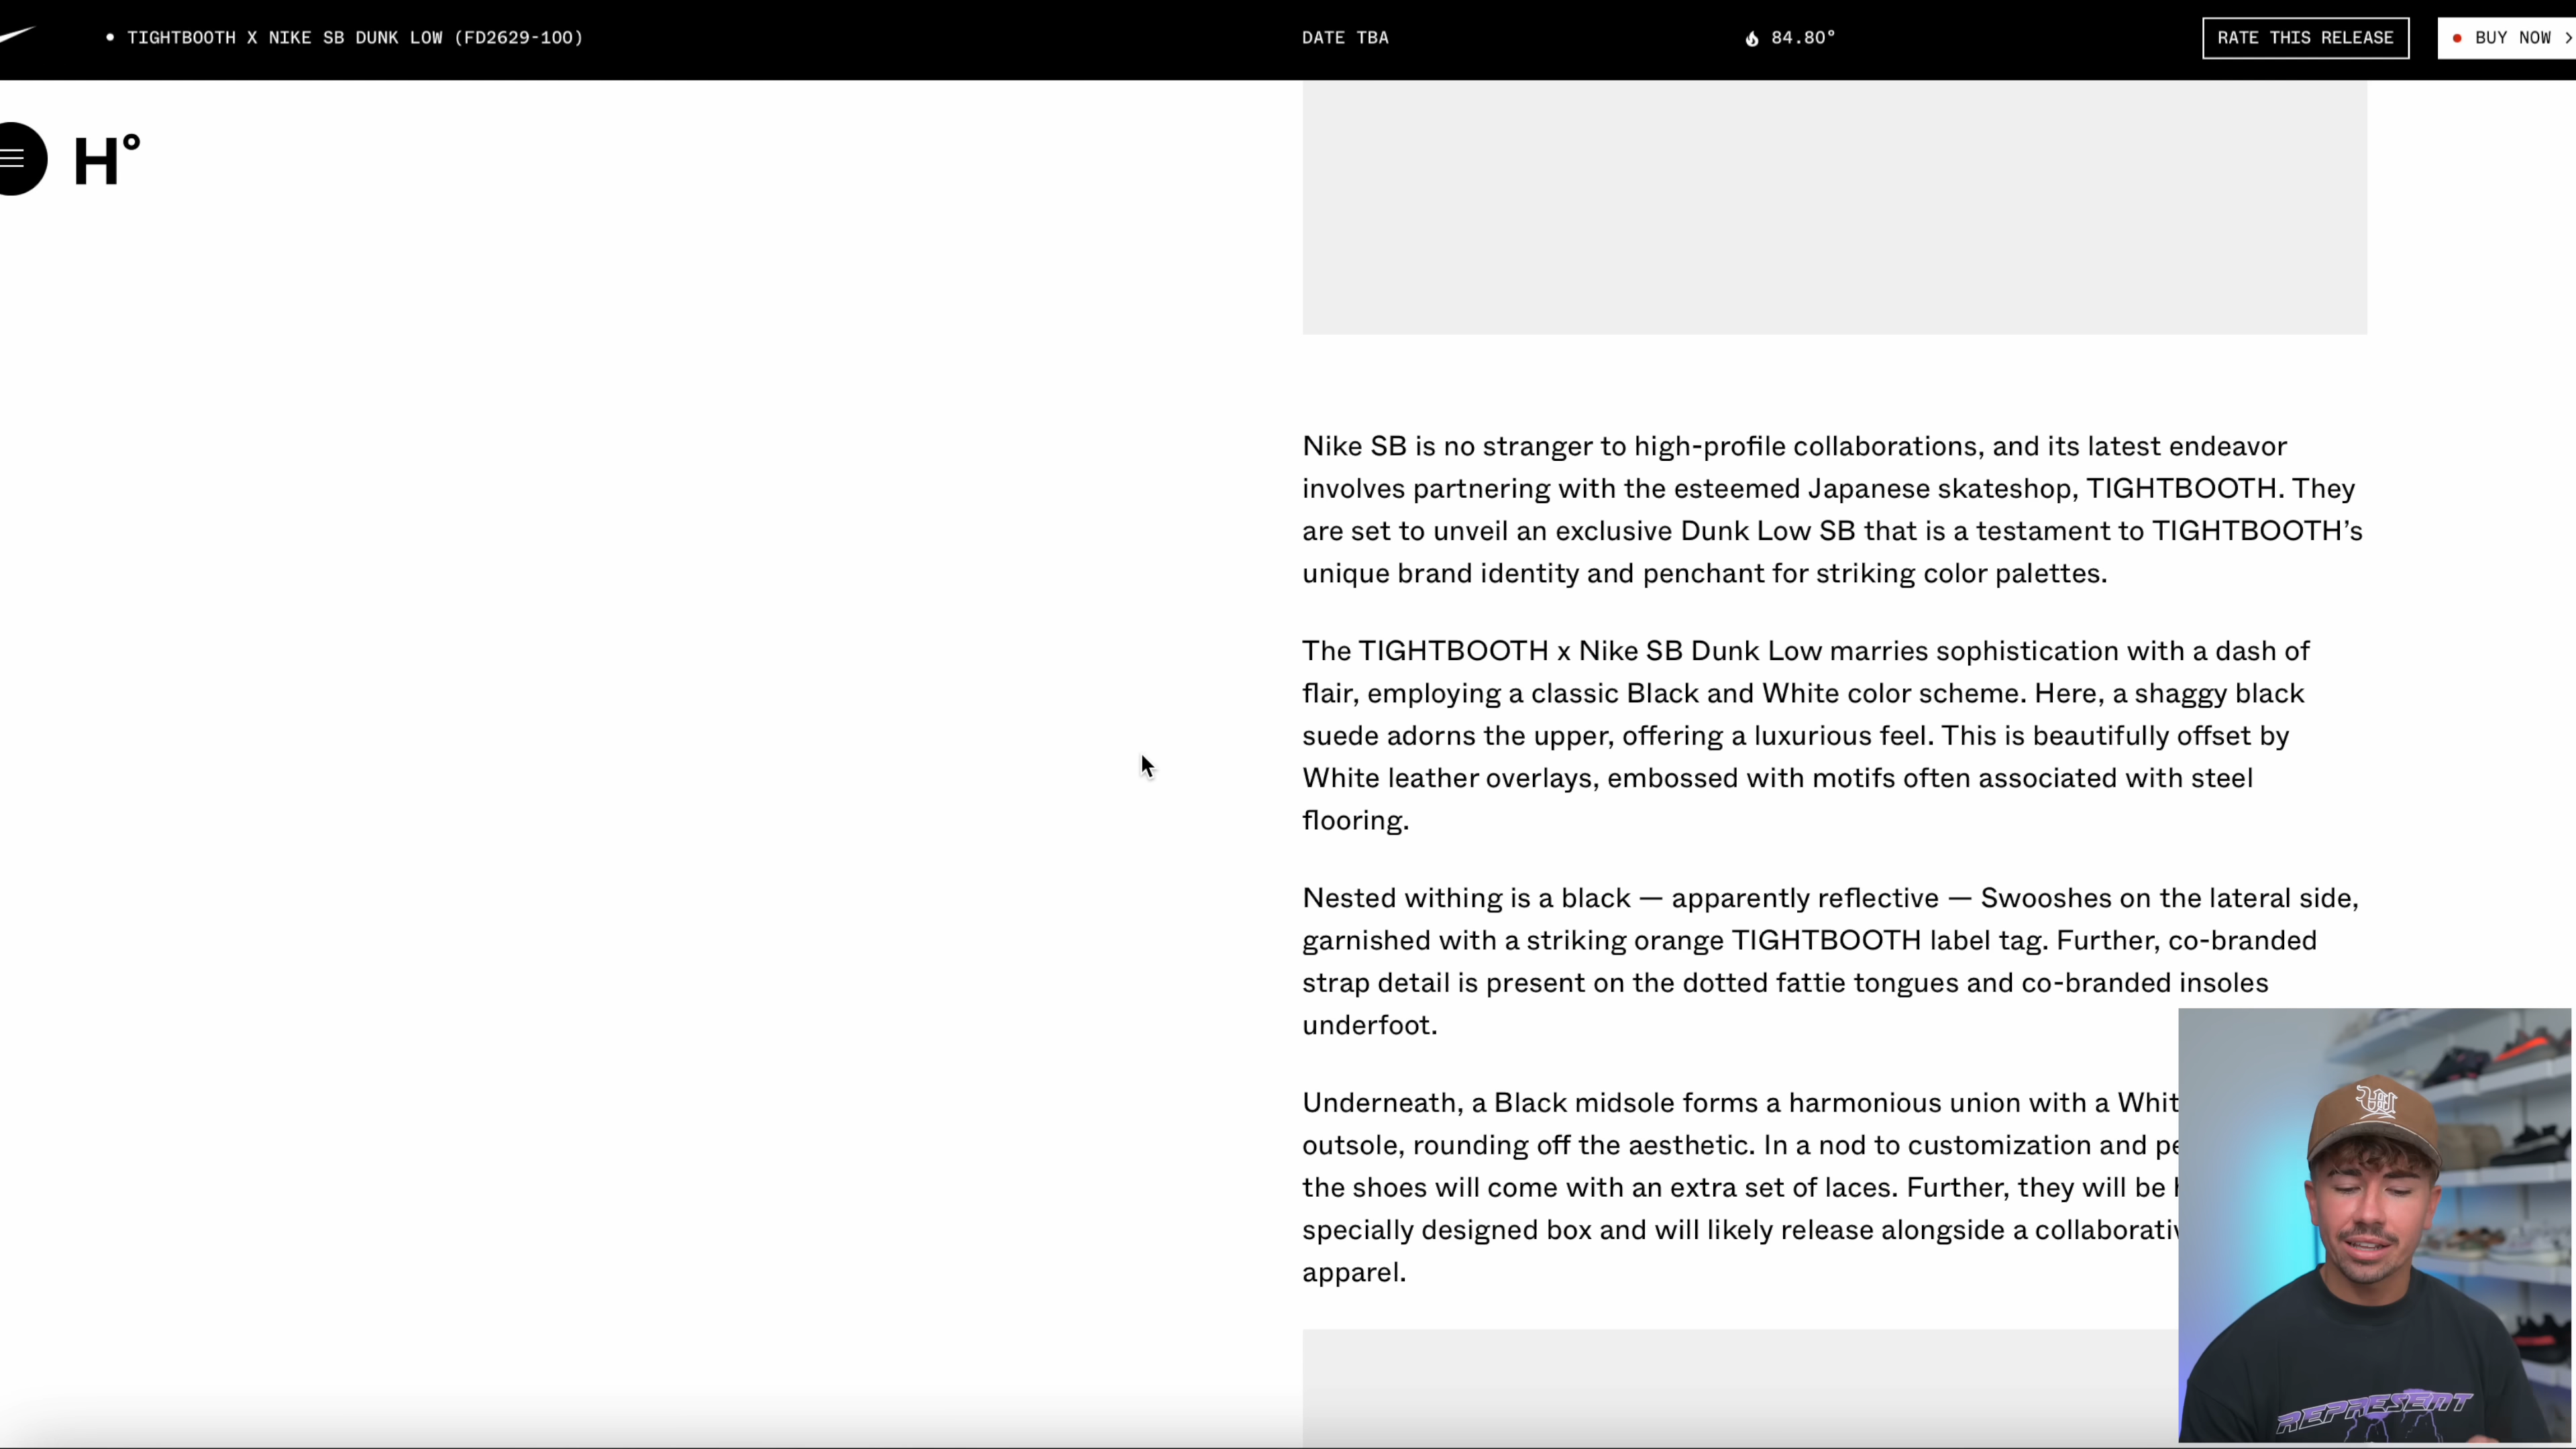 TIGHTBOOTH X NIKE SB DUNK LOW (FD2629-100)
DATE TBA
84.80°
RATE THIS RELEASE
BUY NOW >
H°
Nike SB is no stranger to high-profile collaborations, and its latest endeavor
involves partnering with the esteemed Japanese skateshop, TIGHTBOOTH. They
are set to unveil an exclusive Dunk Low SB that is a testament to TIGHTBOOTH’s
unique brand identity and penchant for striking color palettes.
The TIGHTBOOTH x Nike SB Dunk Low marries sophistication with a dash of
flair, employing a classic Black and White color scheme. Here, a shaggy black
suede adorns the upper, offering a luxurious feel. This is beautifully offset by
White leather overlays, embossed with motifs often associated with steel
flooring.
Nested withing is a black — apparently reflective — Swooshes on the lateral side,
garnished with a striking orange TIGHTBOOTH label tag. Further, co-branded
strap detail is present on the dotted fattie tongues and co-branded insoles
underfoot.
Underneath, a Black midsole forms a harmonious union with a Whit
outsole, rounding off the aesthetic. In a nod to customization and pe
the shoes will come with an extra set of laces. Further, they will be
specially designed box and will likely release alongside a collaborativ
apparel.
REPRESENT